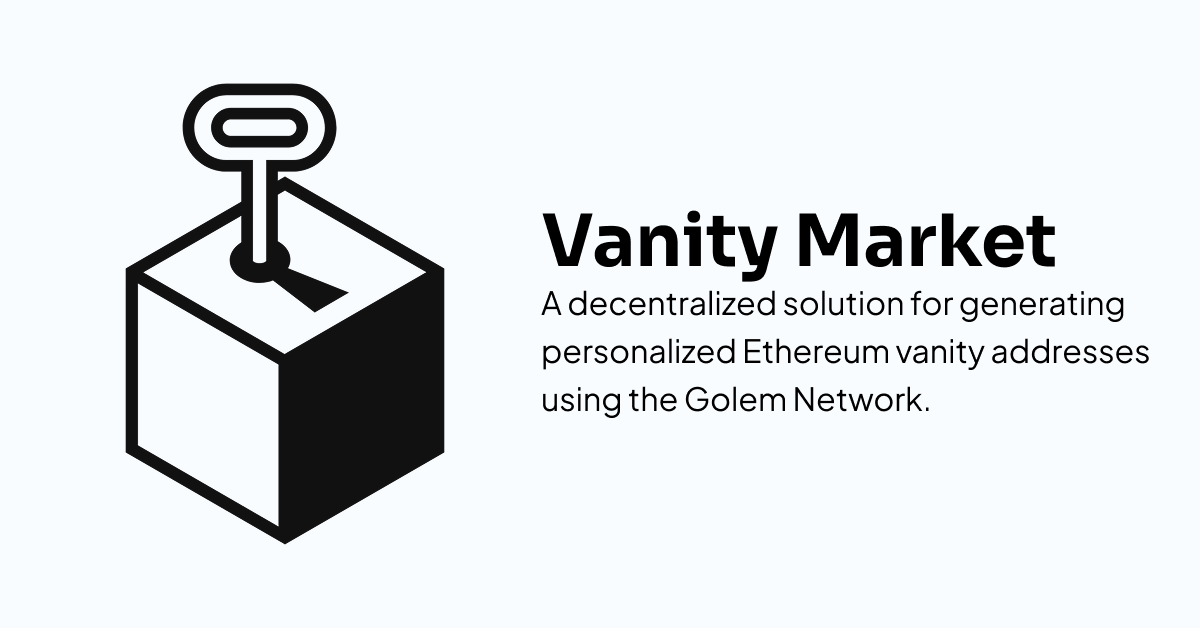 Vanity Market
A decentralized solution for generating
personalized Ethereum vanity addresses
using the Golem Network.